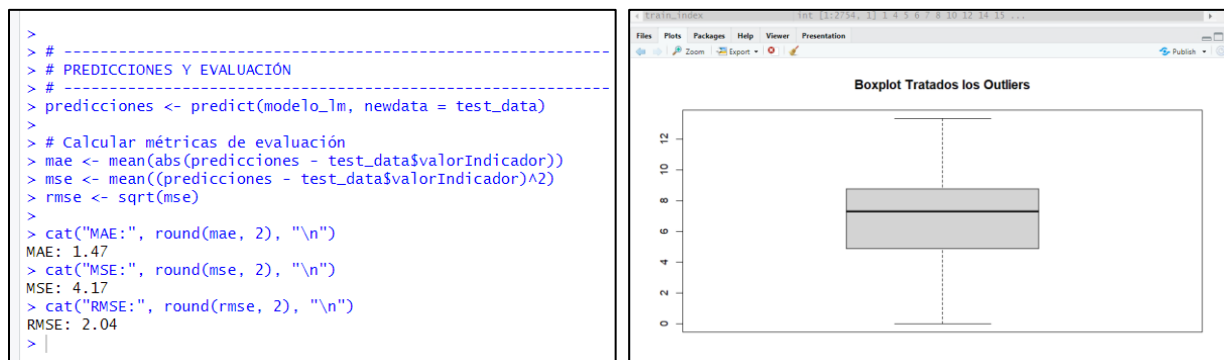 >
> # ------------------------------------------------------------
> # PREDICCIONES Y EVALUACIÓN
> # ------------------------------------------------------------
> predicciones <- predict(modelo_lm, newdata = test_data)
>
> # Calcular métricas de evaluación
> mae <- mean(abs(predicciones - test_data$valorIndicador))
> mse <- mean((predicciones - test_data$valorIndicador)^2)
> rmse <- sqrt(mse)
>
> cat("MAE:", round(mae, 2), "\n")
MAE: 1.47
> cat("MSE:", round(mse, 2), "\n")
MSE: 4.17
> cat("RMSE:", round(rmse, 2), "\n")
RMSE: 2.04
>
train_index int [1:2754, 1] 1 4 5 6 7 8 10 12 14 15 ...
Files Plots Packages Help Viewer Presentation
Zoom Export Publish
Boxplot Tratados los Outliers
12
10
8
6
4
2
0